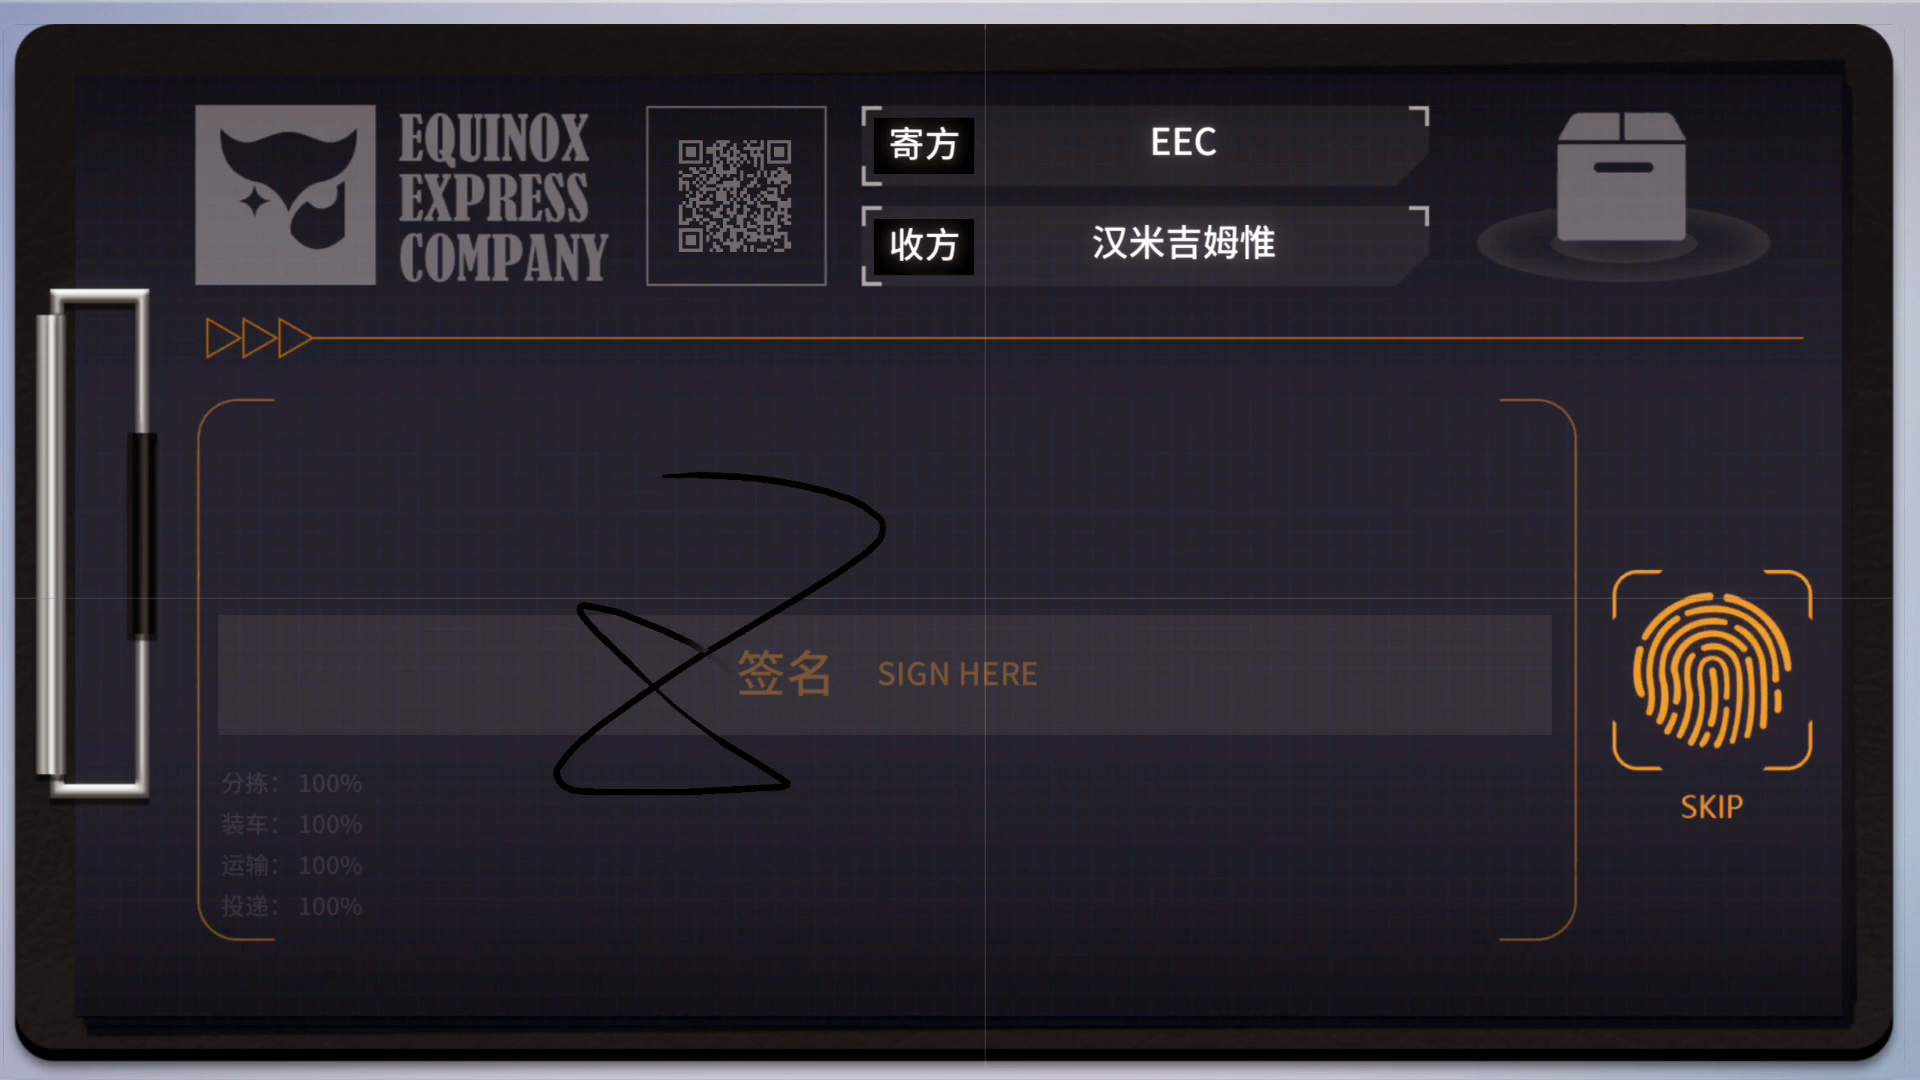 EQUINOX
EXPRESS
COMPANY
寄方 EEC
收方 汉米吉姆惟
签名 SIGN HERE
分拣： 100%
装车： 100%
运输： 100%
投递： 100%
SKIP